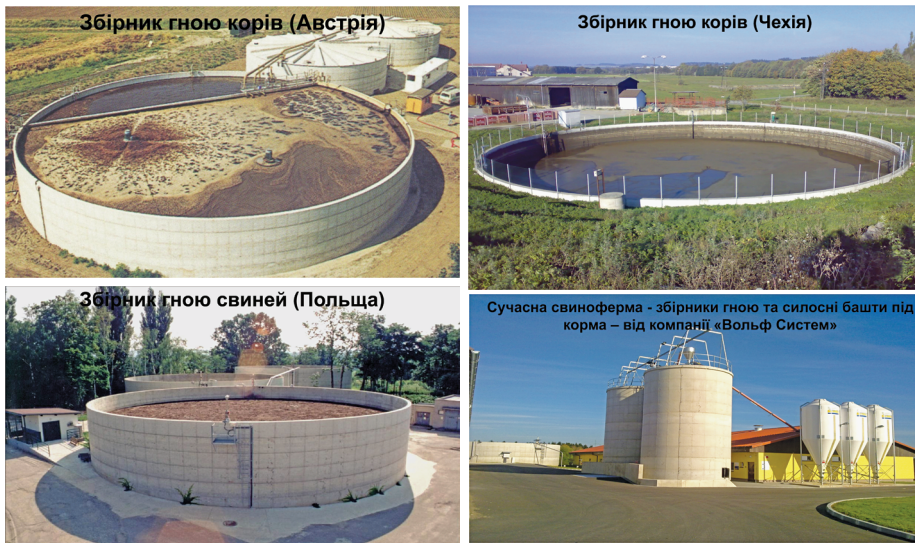 Збірник гною корів (Австрія)
Збірник гною корів (Чехія)
Збірник гною свиней (Польща)
Сучасна свиноферма - збірники гною та силосні башти під
корма – від компанії «Вольф Систем»